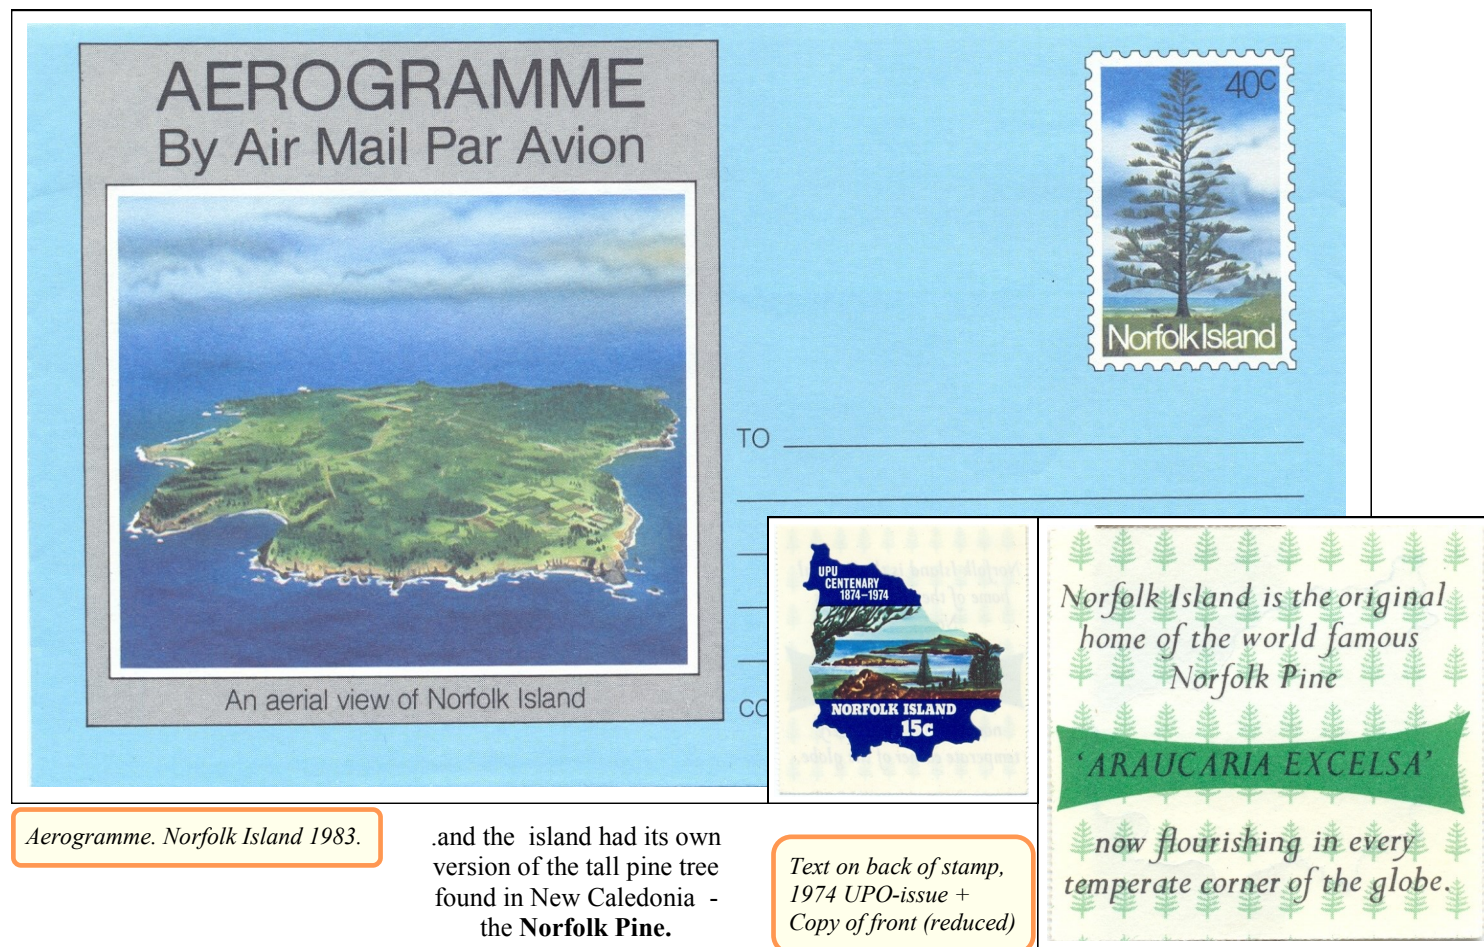 AEROGRAMME
By Air Mail Par Avion
An aerial view of Norfolk Island
40c
Norfolk Island
TO
CO
UPU
CENTENARY
1874-1974
NORFOLK ISLAND
15c
Norfolk Island is the original
home of the world famous
Norfolk Pine
'ARAUCARIA EXCELSA'
now flourishing in every
temperate corner of the globe.
Aerogramme. Norfolk Island 1983.
.and the island had its own
version of the tall pine tree
found in New Caledonia -
the Norfolk Pine.
Text on back of stamp,
1974 UPO-issue +
Copy of front (reduced)